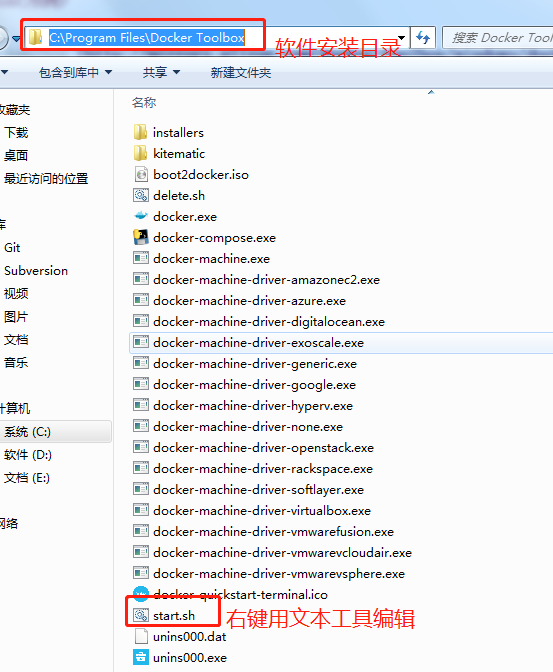 C:\Program Files\Docker Toolbox
软件安装目录
搜索 Docker Tool
包含到库中
共享
新建文件夹
收藏夹
下载
桌面
最近访问的位置
库
Git
Subversion
视频
图片
文档
音乐
计算机
系统 (C:)
软件 (D:)
文档 (E:)
网络
名称
installers
kitematic
boot2docker.iso
delete.sh
docker.exe
docker-compose.exe
docker-machine.exe
docker-machine-driver-amazonec2.exe
docker-machine-driver-azure.exe
docker-machine-driver-digitalocean.exe
docker-machine-driver-exoscale.exe
docker-machine-driver-generic.exe
docker-machine-driver-google.exe
docker-machine-driver-hyperv.exe
docker-machine-driver-none.exe
docker-machine-driver-openstack.exe
docker-machine-driver-rackspace.exe
docker-machine-driver-softlayer.exe
docker-machine-driver-virtualbox.exe
docker-machine-driver-vmwarefusion.exe
docker-machine-driver-vmwarevcloudair.exe
docker-machine-driver-vmwarevsphere.exe
docker-quickstart-terminal.ico
start.sh
右键用文本工具编辑
unins000.dat
unins000.exe